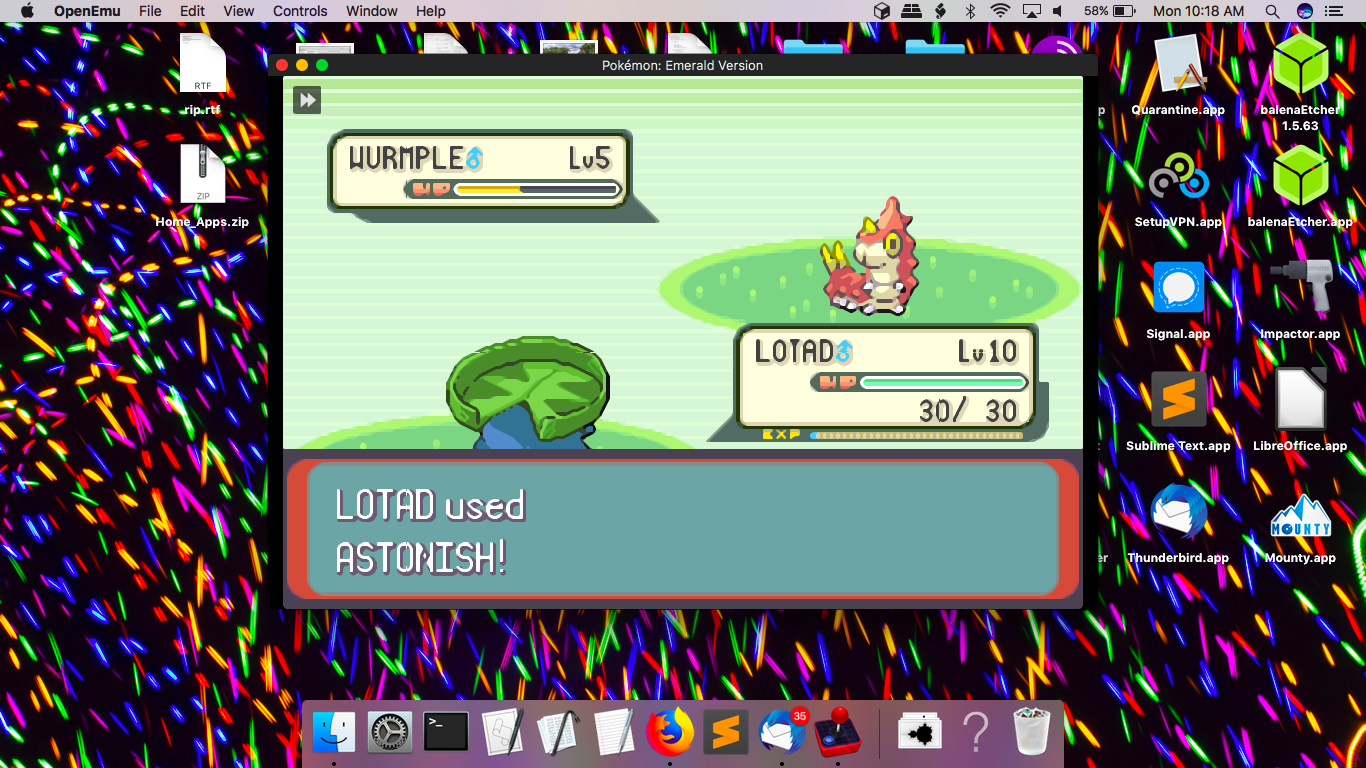 OpenEmu File Edit View Controls Window Help 58% Mon 10:18 AM
Pokémon: Emerald Version
RTF
rip.rtf
ZIP
Home_Apps.zip
WURMPLE♂ Lv5
LOTAD♂ Lv10
30/ 30
EXP
LOTAD used
ASTONISH!
Quarantine.app
balenaEtcher
1.5.63
SetupVPN.app
balenaEtcher.app
Signal.app
Impactor.app
Sublime Text.app
LibreOffice.app
MOUNTY
Thunderbird.app
Mounty.app
35